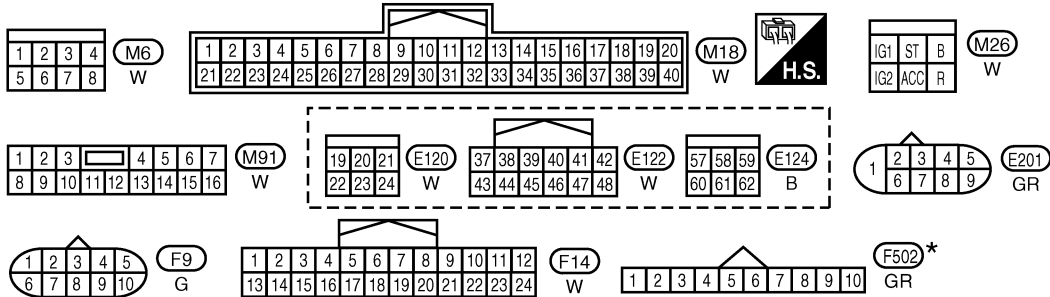 1 2 3 4
5 6 7 8
M6
W
1 2 3 4 5 6 7 8 9 10 11 12 13 14 15 16 17 18 19 20
21 22 23 24 25 26 27 28 29 30 31 32 33 34 35 36 37 38 39 40
M18
W
H.S.
IG1 ST B
IG2 ACC R
M26
W
1 2 3 4 5 6 7
8 9 10 11 12 13 14 15 16
M91
W
19 20 21
22 23 24
E120
W
37 38 39 40 41 42
43 44 45 46 47 48
E122
W
57 58 59
60 61 62
E124
B
1
2 3 4 5
6 7 8 9
E201
GR
1 2 3 4 5
6 7 8 9 10
F9
G
1 2 3 4 5 6 7 8 9 10 11 12
13 14 15 16 17 18 19 20 21 22 23 24
F14
W
1 2 3 4 5 6 7 8 9 10
F502 *
GR